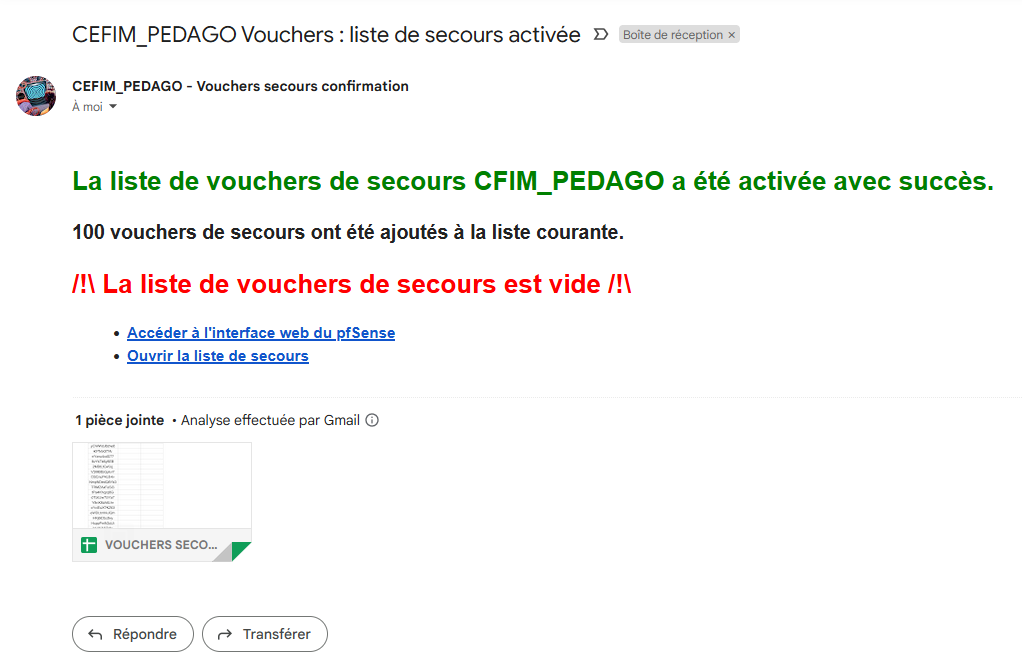 CEFIM_PEDAGO Vouchers : liste de secours activée
Boîte de réception ×
CEFIM_PEDAGO - Vouchers secours confirmation
À moi
La liste de vouchers de secours CFIM_PEDAGO a été activée avec succès.
100 vouchers de secours ont été ajoutés à la liste courante.
/!\ La liste de vouchers de secours est vide /!\
• Accéder à l'interface web du pfSense
• Ouvrir la liste de secours
1 pièce jointe • Analyse effectuée par Gmail
VOUCHERS SECO...
Répondre
Transférer